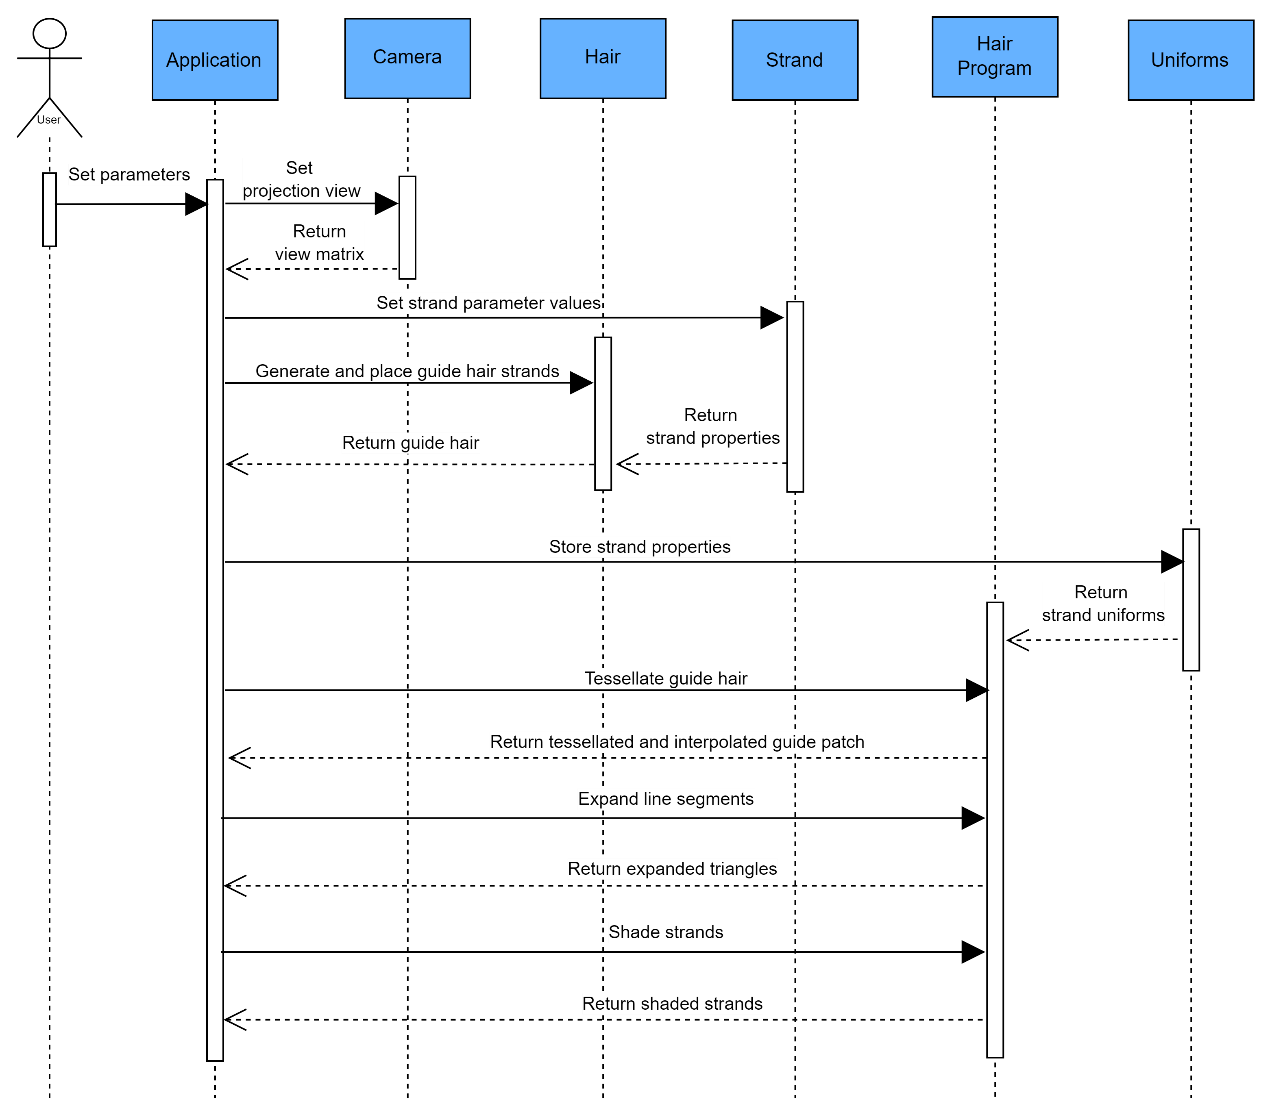 User
Application
Camera
Hair
Strand
Hair
Program
Uniforms
Set parameters
Set
projection view
Return
view matrix
Set strand parameter values
Generate and place guide hair strands
Return
strand properties
Return guide hair
Store strand properties
Return
strand uniforms
Tessellate guide hair
Return tessellated and interpolated guide patch
Expand line segments
Return expanded triangles
Shade strands
Return shaded strands